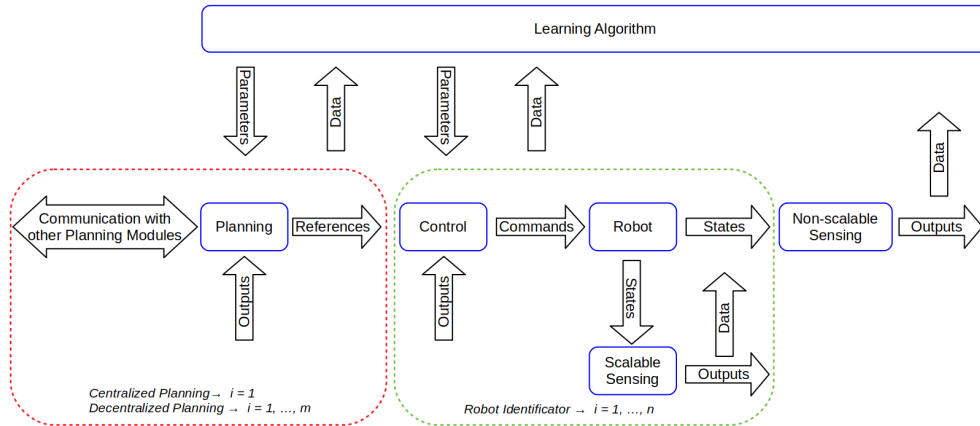 Learning Algorithm
Parameters
Data
Parameters
Data
Data
Communication with
other Planning Modules
Planning
References
Control
Commands
Robot
States
Non-scalable
Sensing
Outputs
Outputs
Outputs
States
Data
Scalable
Sensing
Outputs
Centralized Planning→ i = 1
Decentralized Planning → i = 1, ..., m
Robot Identificator → i = 1, ..., n